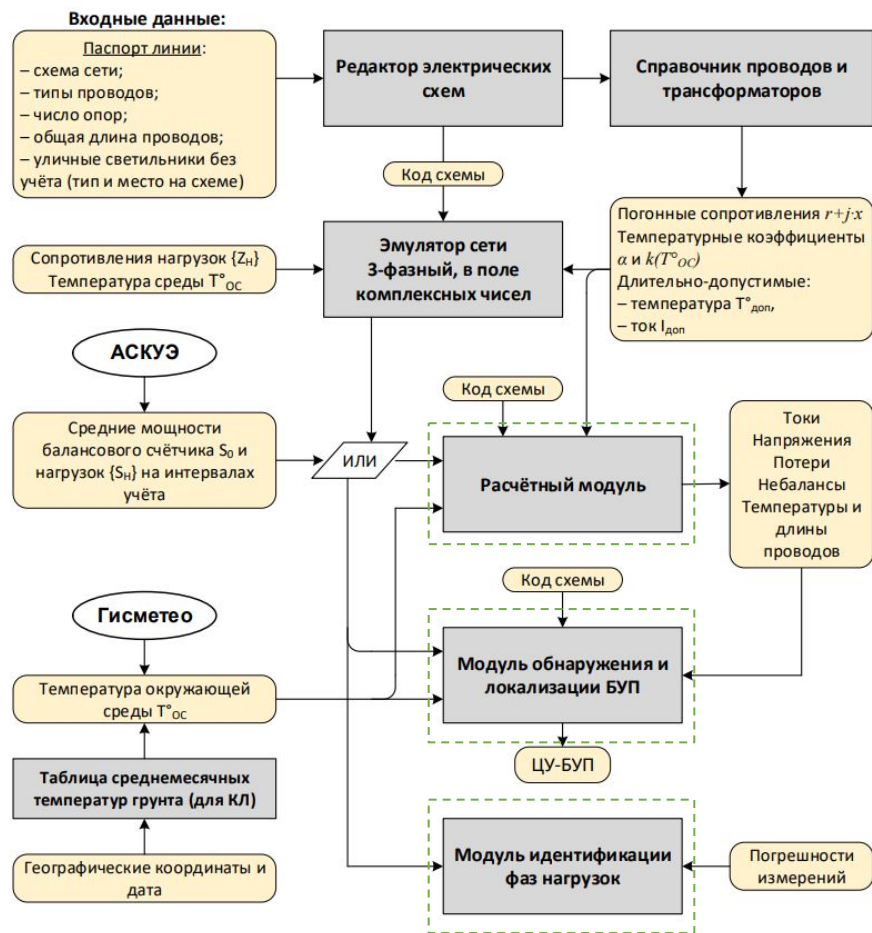 Входные данные:
Паспорт линии:
– схема сети;
– типы проводов;
– число опор;
– общая длина проводов;
– уличные светильники без
учёта (тип и место на схеме)
Редактор электрических
схем
Справочник проводов и
трансформаторов
Код схемы
Сопротивления нагрузок {Zн}
Температура среды T°ОС
Эмулятор сети
3-фазный, в поле
комплексных чисел
Погонные сопротивления r+j·x
Температурные коэффициенты
α и k(T°ОС)
Длительно-допустимые:
– температура T°доп,
– ток Iдоп
АСКУЭ
Средние мощности
балансового счётчика S₀ и
нагрузок {Sн} на интервалах
учёта
ИЛИ
Код схемы
Расчётный модуль
Токи
Напряжения
Потери
Небалансы
Температуры и
длины
проводов
Гисметео
Температура окружающей
среды T°ОС
Таблица среднемесячных
температур грунта (для КЛ)
Географические координаты и
дата
Код схемы
Модуль обнаружения и
локализации БУП
ЦУ-БУП
Модуль идентификации
фаз нагрузок
Погрешности
измерений